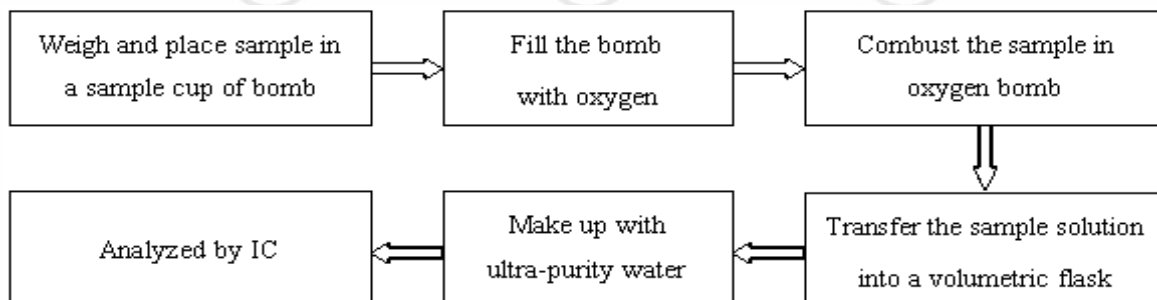 Weigh and place sample in
a sample cup of bomb
Fill the bomb
with oxygen
Combust the sample in
oxygen bomb
Transfer the sample solution
into a volumetric flask
Make up with
ultra-purity water
Analyzed by IC